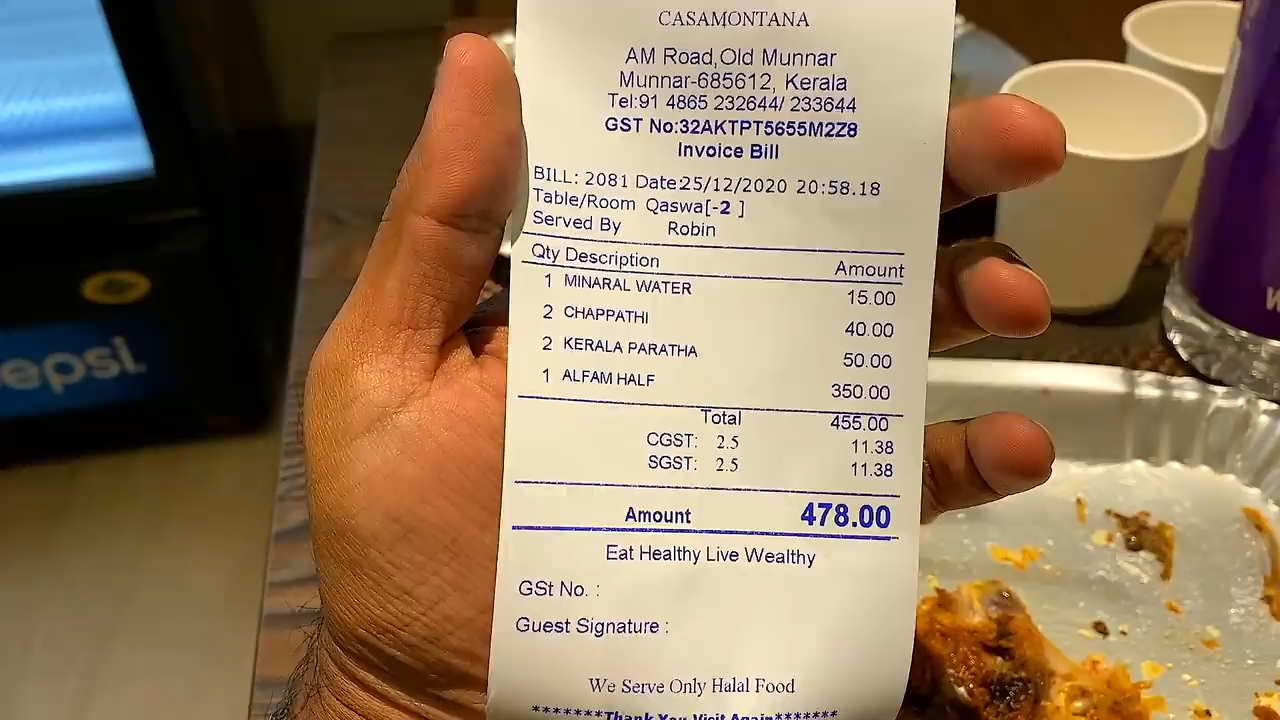 CASAMONTANA
AM Road,Old Munnar
Munnar-685612, Kerala
Tel:91 4865 232644/ 233644
GST No:32AKTPT5655M2Z8
Invoice Bill
BILL: 2081 Date:25/12/2020 20:58.18
Table/Room Qaswa[-2 ]
Served By Robin
Qty Description Amount
1 MINARAL WATER 15.00
2 CHAPPATHI 40.00
2 KERALA PARATHA 50.00
1 ALFAM HALF 350.00
Total 455.00
CGST: 2.5 11.38
SGST: 2.5 11.38
Amount 478.00
Eat Healthy Live Wealthy
GSt No. :
Guest Signature :
We Serve Only Halal Food
*******Thank You Visit Again*******
epsi